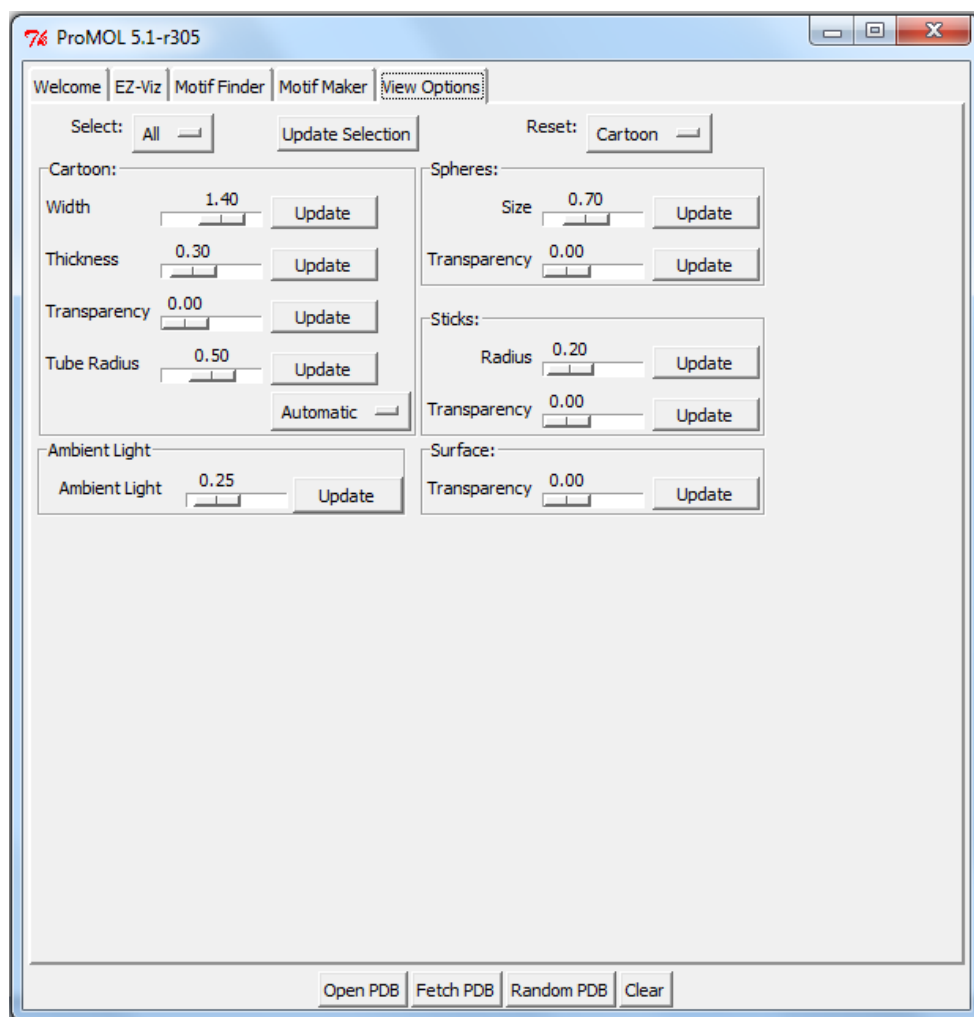 ProMOL 5.1-r305
Welcome EZ-Viz Motif Finder Motif Maker View Options
Select: All Update Selection Reset: Cartoon
Cartoon:
Width 1.40 Update
Thickness 0.30 Update
Transparency 0.00 Update
Tube Radius 0.50 Update
Automatic
Spheres:
Size 0.70 Update
Transparency 0.00 Update
Sticks:
Radius 0.20 Update
Transparency 0.00 Update
Ambient Light
Ambient Light 0.25 Update
Surface:
Transparency 0.00 Update
Open PDB Fetch PDB Random PDB Clear